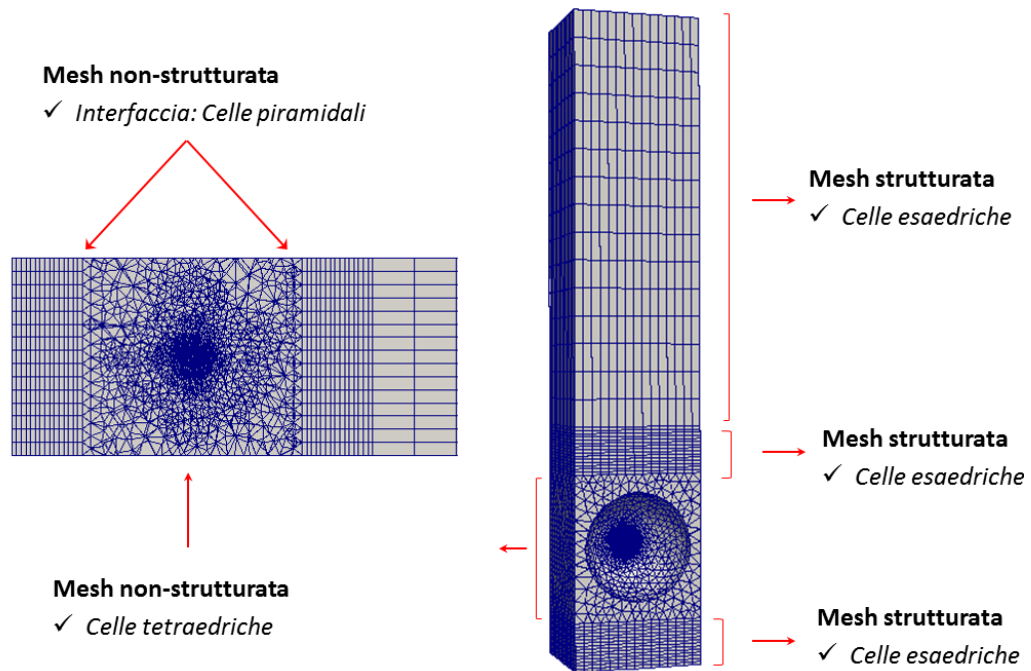 Mesh non-strutturata
✓ Interfaccia: Celle piramidali
Mesh strutturata
✓ Celle esaedriche
Mesh strutturata
✓ Celle esaedriche
Mesh non-strutturata
✓ Celle tetraedriche
Mesh strutturata
✓ Celle esaedriche